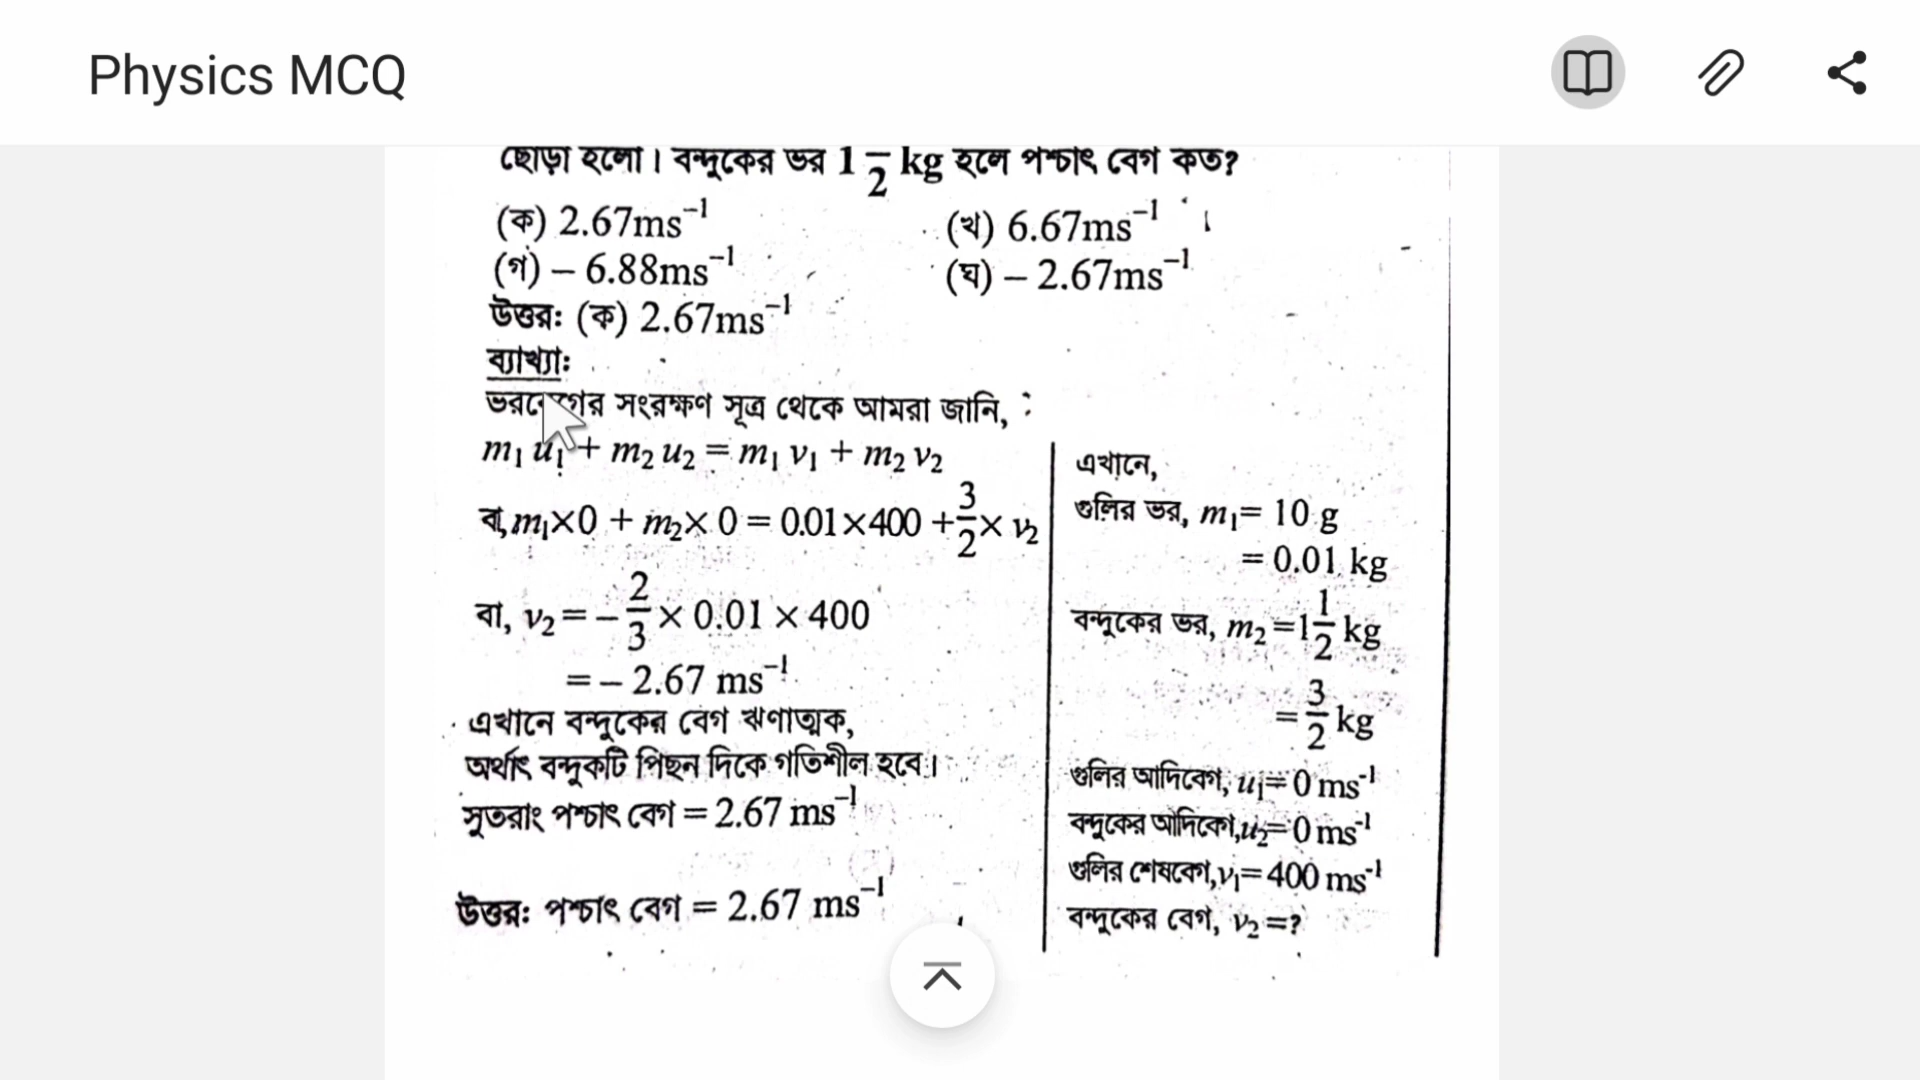 Physics MCQ
ছোড়া হলো। বন্দুকের ভর 1 1/2 kg হলে পশ্চাৎ বেগ কত?
(ক) 2.67ms⁻¹ (খ) 6.67ms⁻¹
(গ) – 6.88ms⁻¹ (ঘ) – 2.67ms⁻¹
উত্তর: (ক) 2.67ms⁻¹
ব্যাখ্যা:
ভরবেগের সংরক্ষণ সূত্র থেকে আমরা জানি,
m₁ u₁ + m₂ u₂ = m₁ v₁ + m₂ v₂
বা, m₁×0 + m₂×0 = 0.01×400 + 3/2 × v₂
বা, v₂ = – 2/3 × 0.01 × 400
= – 2.67 ms⁻¹
এখানে বন্দুকের বেগ ঋণাত্মক,
অর্থাৎ বন্দুকটি পিছন দিকে গতিশীল হবে।
সুতরাং পশ্চাৎ বেগ = 2.67 ms⁻¹
উত্তর: পশ্চাৎ বেগ = 2.67 ms⁻¹
এখানে,
গুলির ভর, m₁= 10 g
= 0.01 kg
বন্দুকের ভর, m₂ =1 1/2 kg
= 3/2 kg
গুলির আদিবেগ, u₁= 0 ms⁻¹
বন্দুকের আদিবেগ, u₂= 0 ms⁻¹
গুলির শেষবেগ, v₁= 400 ms⁻¹
বন্দুকের বেগ, v₂ =?